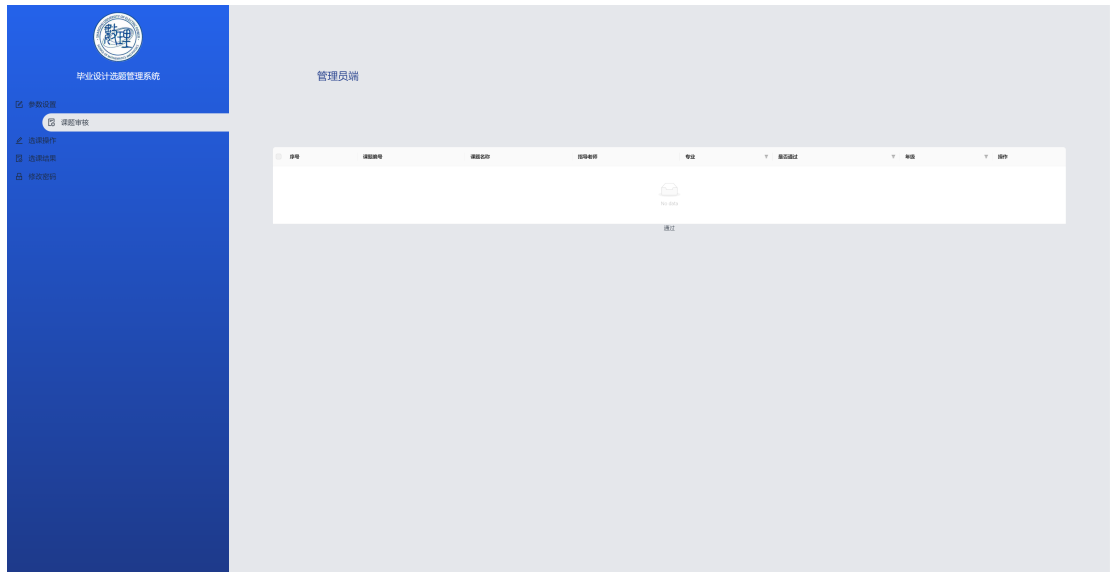 数理
毕业设计选题管理系统
管理员端
参数设置
课题审核
选课操作
选课结果
修改密码
序号 课题编号 课题名称 指导老师 专业 是否通过 年级 操作
No data
通过